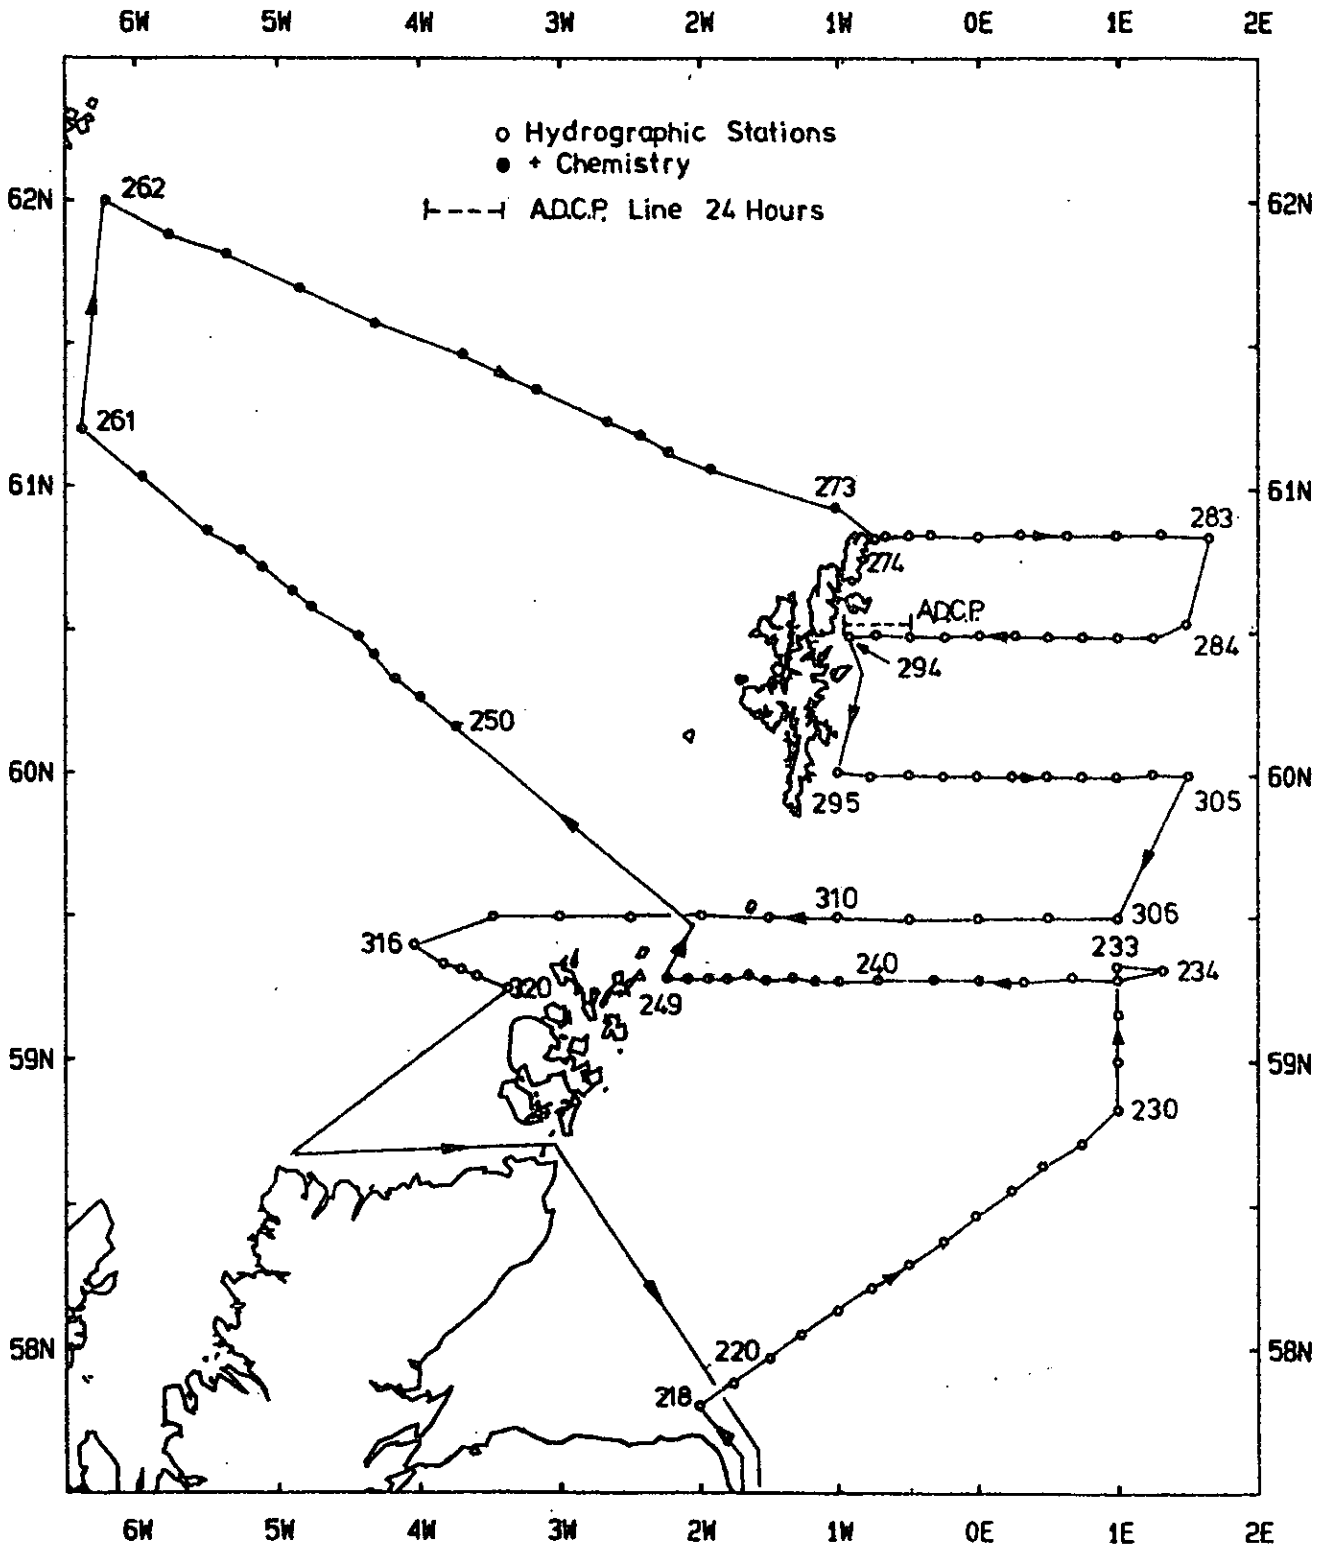 6W 5W 4W 3W 2W 1W 0E 1E 2E
o Hydrographic Stations
● + Chemistry
A.D.C.P. Line 24 Hours
62N 262 62N
261
61N 273 61N
283
274
A.D.C.P.
284
294
250
60N 60N
295 305
310
306
316 233
240 234
320
249
59N 59N
230
58N 220 58N
218
6W 5W 4W 3W 2W 1W 0E 1E 2E